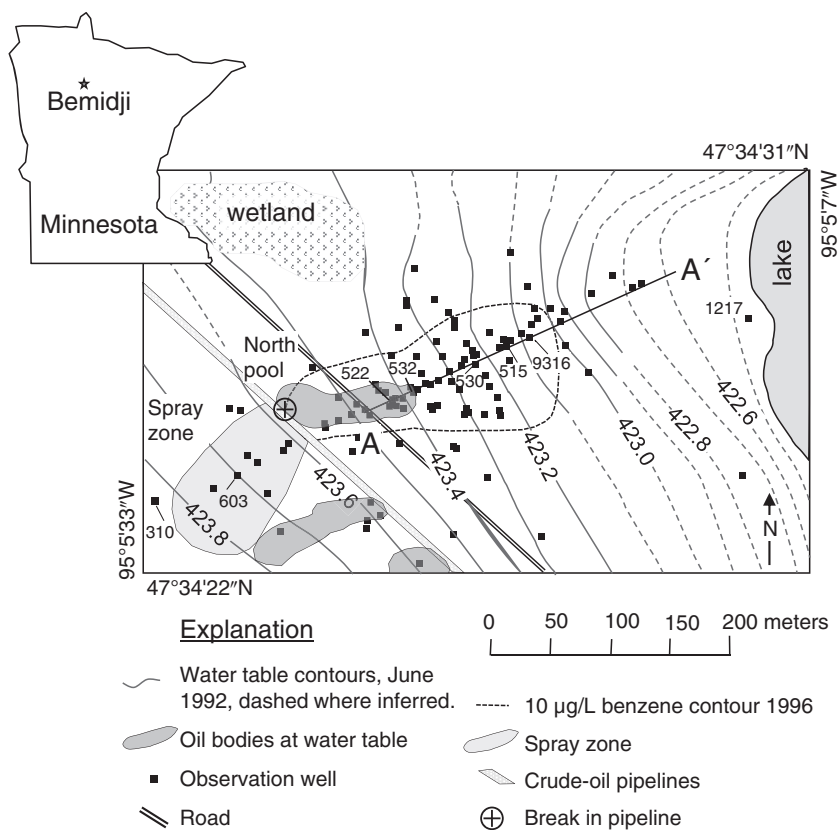 Bemidji
Minnesota
47°34'31"N
95°5'7"W
wetland
lake
A´
1217
North
pool
522
532
530
515
9316
Spray
zone
A
603
310
423.8
423.6
423.4
423.2
423.0
422.8
422.6
N
95°5'33"W
47°34'22"N
Explanation
0 50 100 150 200 meters
Water table contours, June
1992, dashed where inferred.
10 µg/L benzene contour 1996
Oil bodies at water table
Spray zone
Observation well
Crude-oil pipelines
Road
Break in pipeline